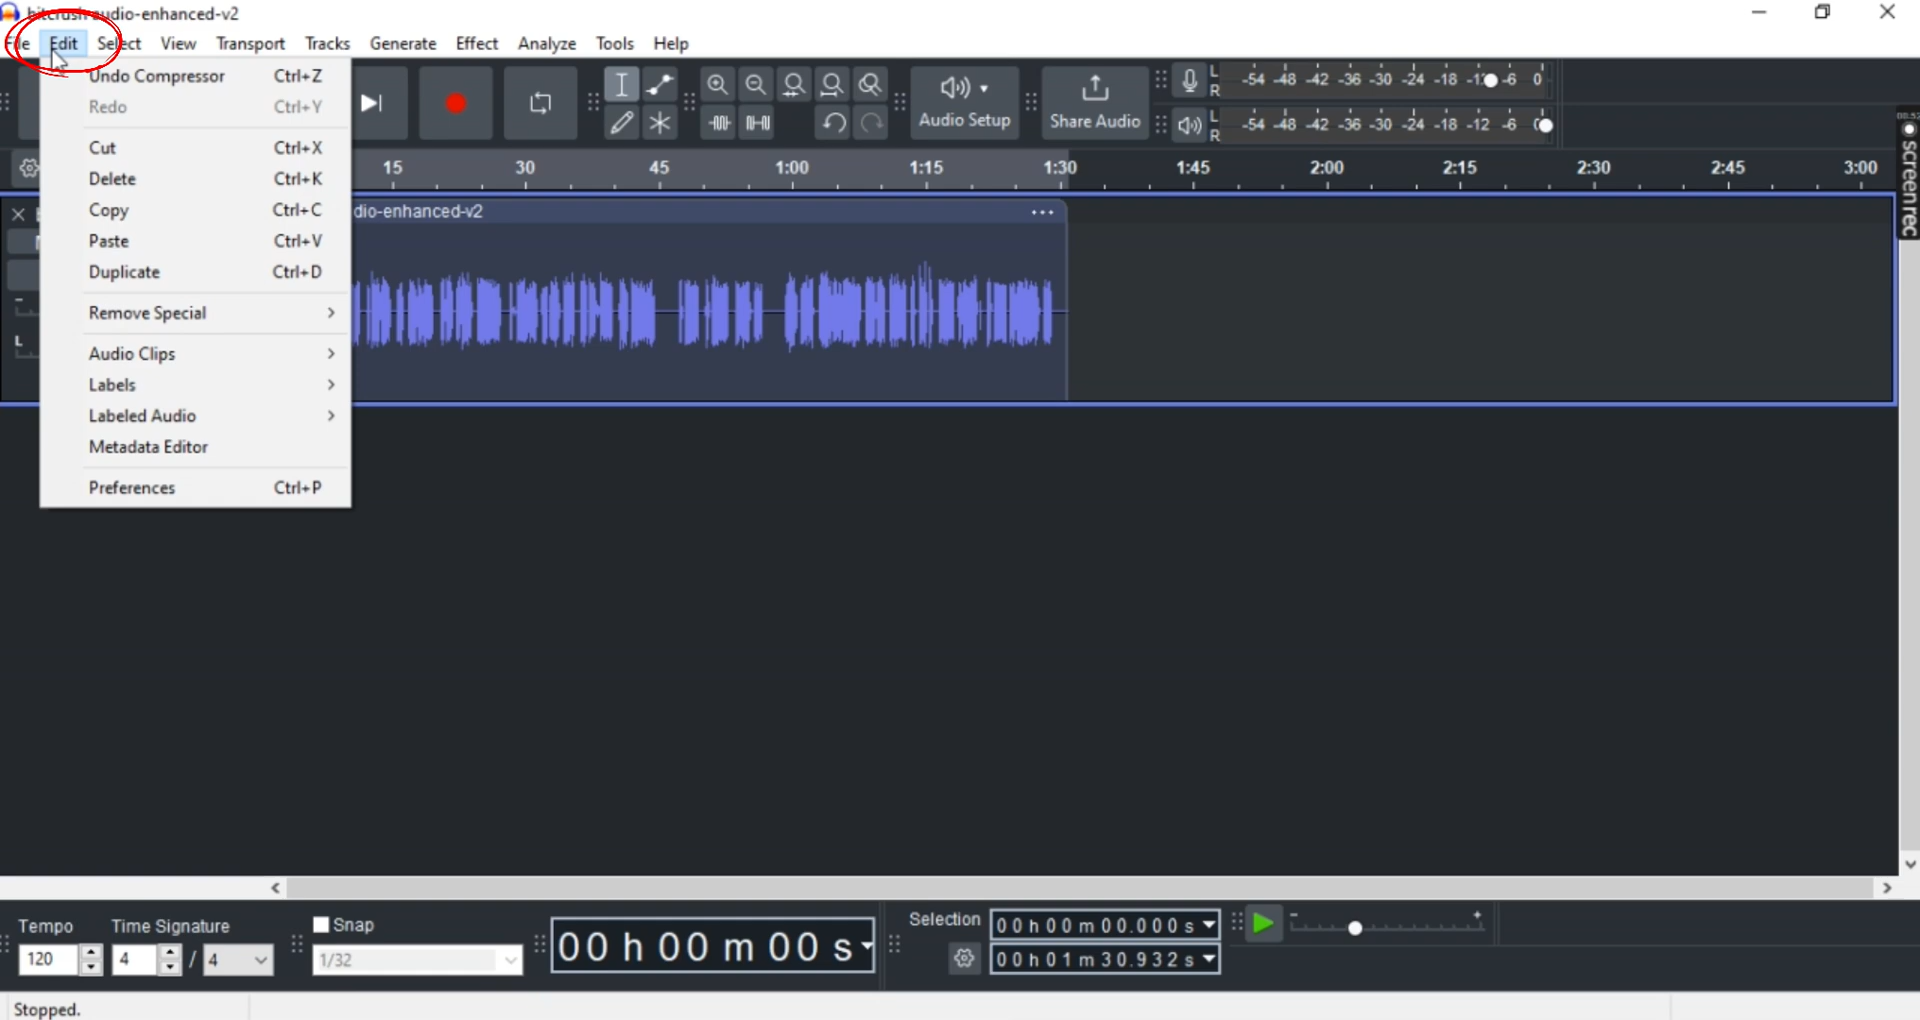 bitcrush-audio-enhanced-v2
File Edit Select View Transport Tracks Generate Effect Analyze Tools Help
Undo Compressor Ctrl+Z
Redo Ctrl+Y
Cut Ctrl+X
Delete Ctrl+K
Copy Ctrl+C
Paste Ctrl+V
Duplicate Ctrl+D
Remove Special
Audio Clips
Labels
Labeled Audio
Metadata Editor
Preferences Ctrl+P
Audio Setup
Share Audio
L -54 -48 -42 -36 -30 -24 -18 -6 0
R
L -54 -48 -42 -36 -30 -24 -18 -12 -6
R
15 30 45 1:00 1:15 1:30 1:45 2:00 2:15 2:30 2:45 3:00
screenrec
dio-enhanced-v2
L
Tempo Time Signature Snap
120 4 / 4 1/32
00 h 00 m 00 s
Selection 00 h 00 m 00.000 s
00 h 01 m 30.932 s
Stopped.